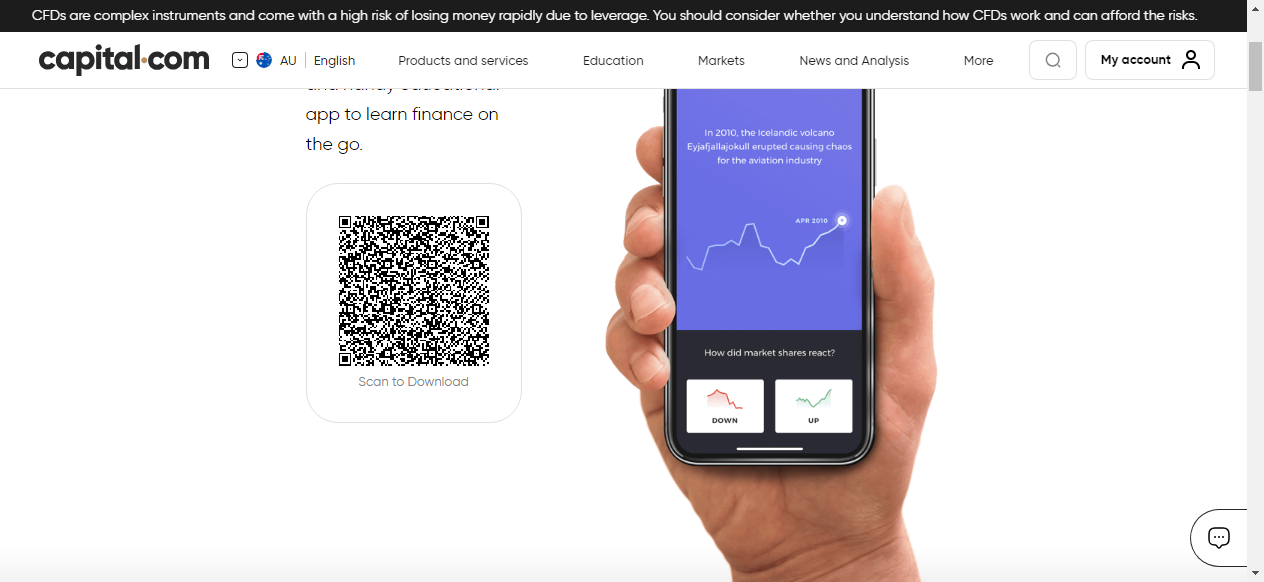 CFDs are complex instruments and come with a high risk of losing money rapidly due to leverage. You should consider whether you understand how CFDs work and can afford the risks.
capital.com AU English Products and services Education Markets News and Analysis More My account
and handy educational
app to learn finance on
the go.
Scan to Download
In 2010, the Icelandic volcano
Eyjafjallajokull erupted causing chaos
for the aviation industry
APR 2010
How did market shares react?
DOWN UP